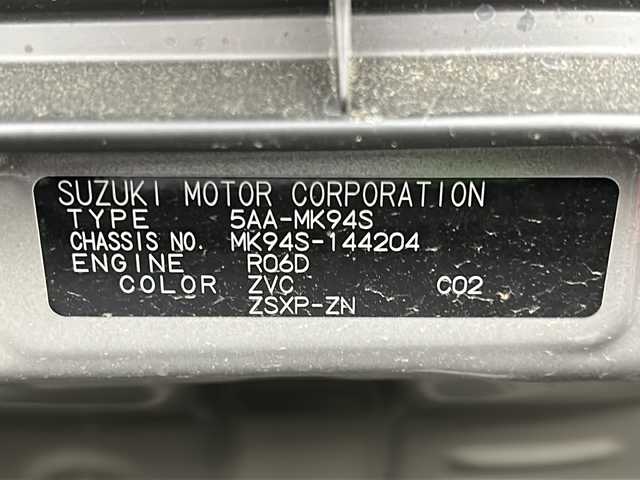 SUZUKI MOTOR CORPORATION
TYPE 5AA-MK94S
CHASSIS NO. MK94S-144204
ENGINE R06D
COLOR ZVC C02
ZSXP-ZN